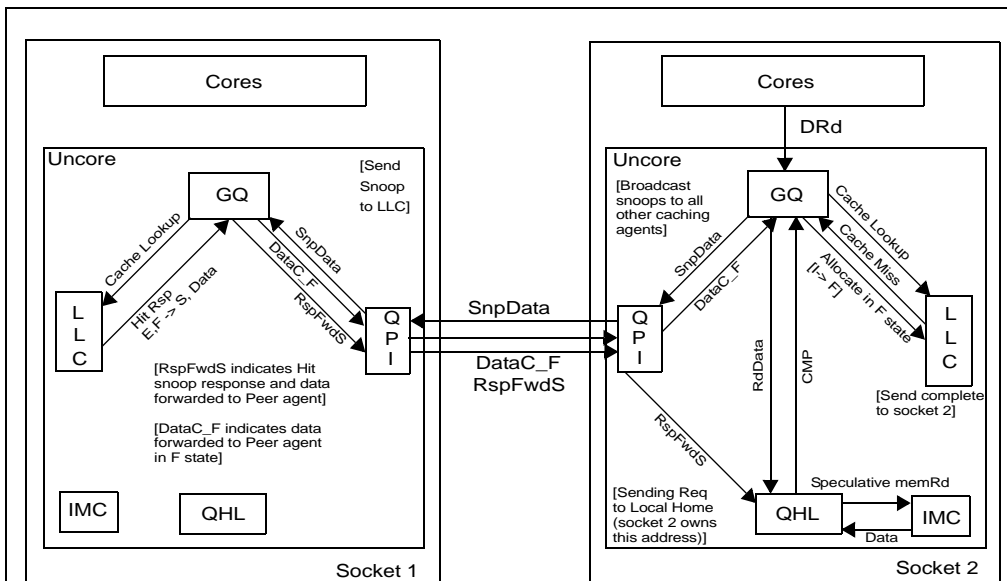 Cores
Uncore
[Send
Snoop
to LLC]
GQ
Cache Lookup
Hit Rsp
E,F -> S, Data
SnpData
DataC_F
RspFwdS
L
L
C
Q
P
I
[RspFwdS indicates Hit
snoop response and data
forwarded to Peer agent]
[DataC_F indicates data
forwarded to Peer agent
in F state]
IMC
QHL
Socket 1
SnpData
DataC_F
RspFwdS
Cores
DRd
Uncore
[Broadcast
snoops to all
other caching
agents]
GQ
SnpData
DataC_F
Cache Lookup
Cache Miss
Allocate in
[I-> F]
F state
Q
P
I
L
L
C
RdData
CMP
[Send complete
to socket 2]
RspFwdS
[Sending Req
to Local Home
(socket 2 owns
this address)]
QHL
Speculative memRd
Data
IMC
Socket 2